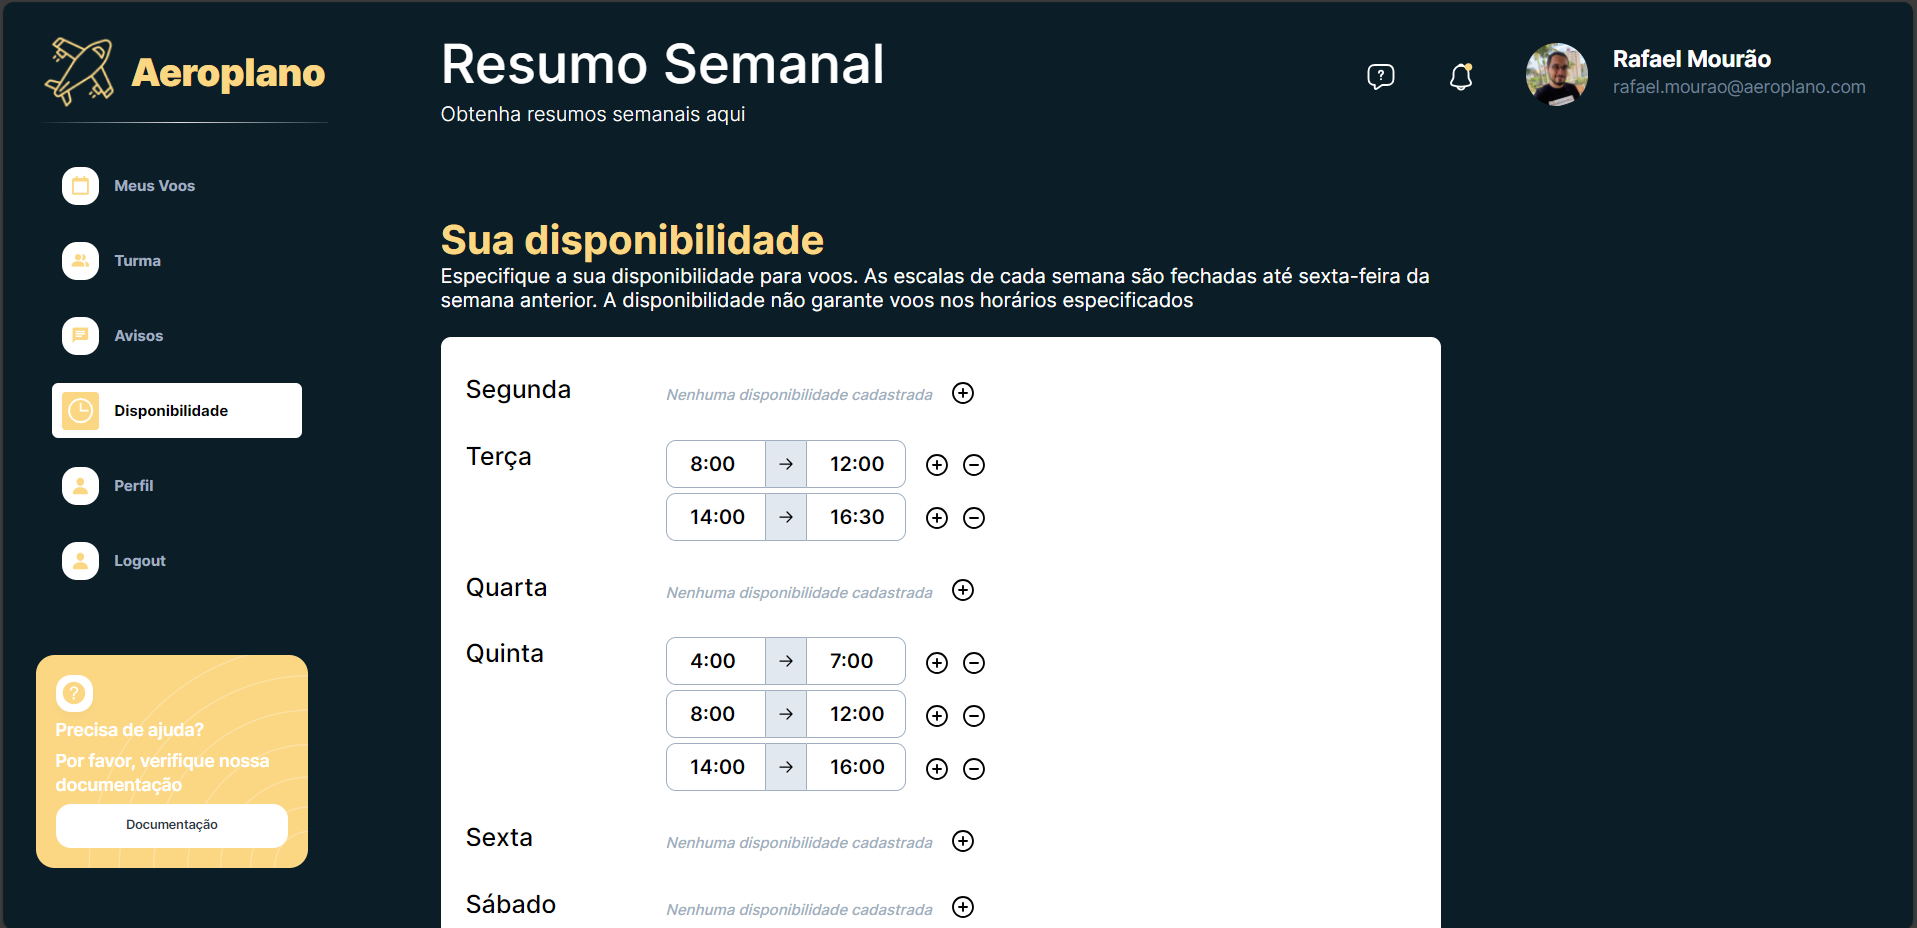 Aeroplano
Resumo Semanal
Obtenha resumos semanais aqui
Rafael Mourão
rafael.mourao@aeroplano.com
Meus Voos
Turma
Avisos
Disponibilidade
Perfil
Logout
?
Precisa de ajuda?
Por favor, verifique nossa
documentação
Documentação
Sua disponibilidade
Especifique a sua disponibilidade para voos. As escalas de cada semana são fechadas até sexta-feira da
semana anterior. A disponibilidade não garante voos nos horários especificados
Segunda
Nenhuma disponibilidade cadastrada
Terça
8:00 → 12:00
14:00 → 16:30
Quarta
Nenhuma disponibilidade cadastrada
Quinta
4:00 → 7:00
8:00 → 12:00
14:00 → 16:00
Sexta
Nenhuma disponibilidade cadastrada
Sábado
Nenhuma disponibilidade cadastrada